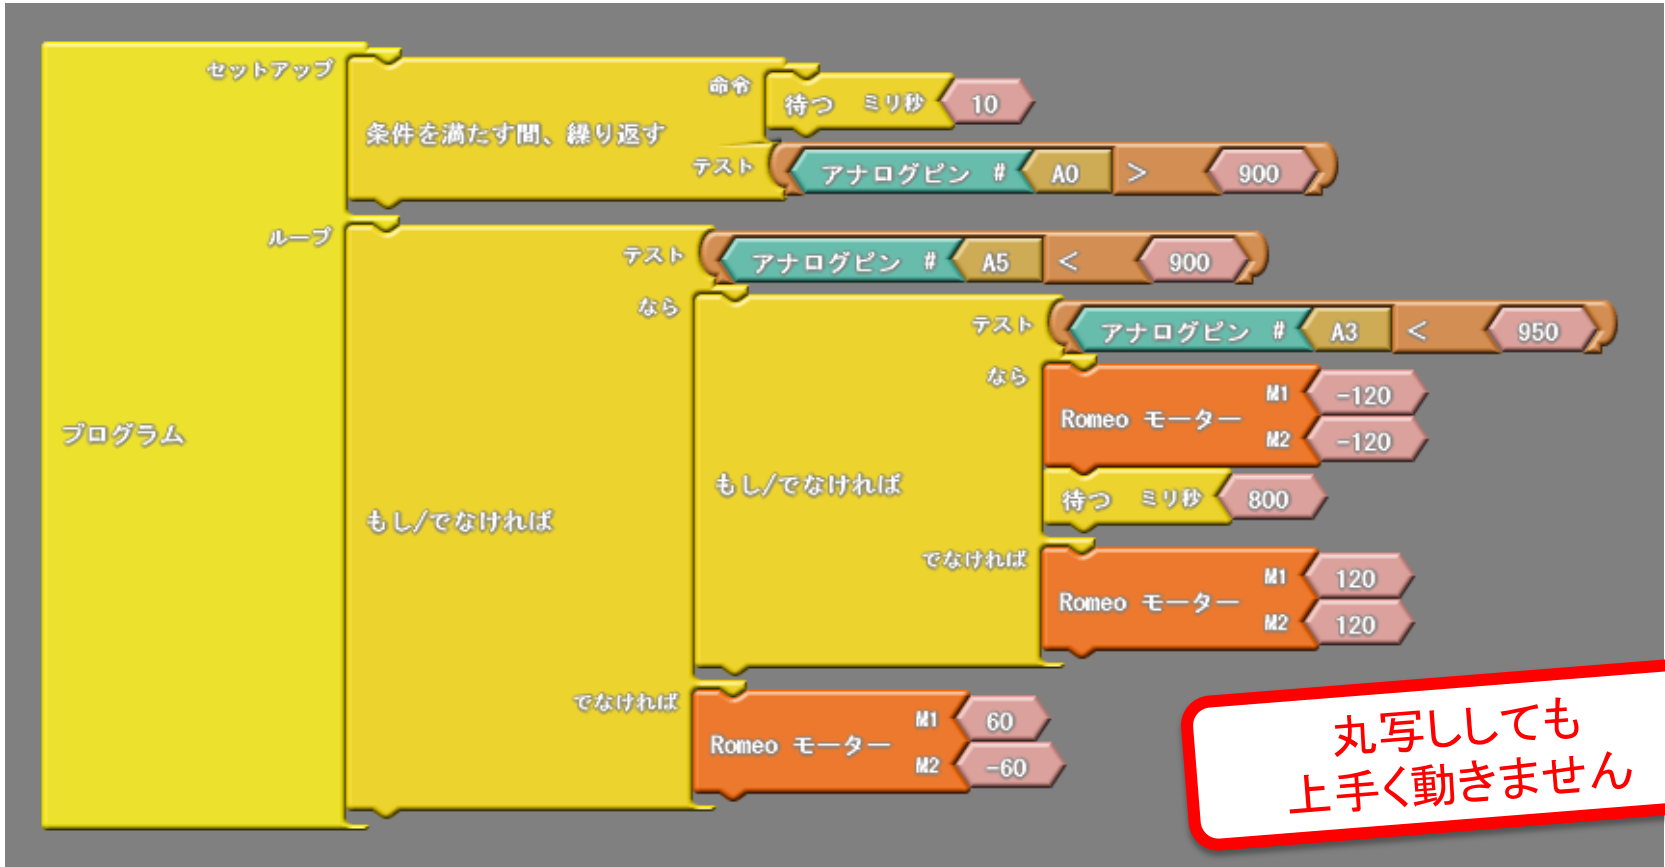 プログラム
セットアップ
条件を満たす間、繰り返す
命令
待つ ミリ秒 10
テスト
アナログピン # A0 > 900
ループ
もし/でなければ
テスト
アナログピン # A5 < 900
なら
もし/でなければ
テスト
アナログピン # A3 < 950
なら
Romeo モーター
M1 -120
M2 -120
待つ ミリ秒 800
でなければ
Romeo モーター
M1 120
M2 120
でなければ
Romeo モーター
M1 60
M2 -60
丸写ししても
上手く動きません